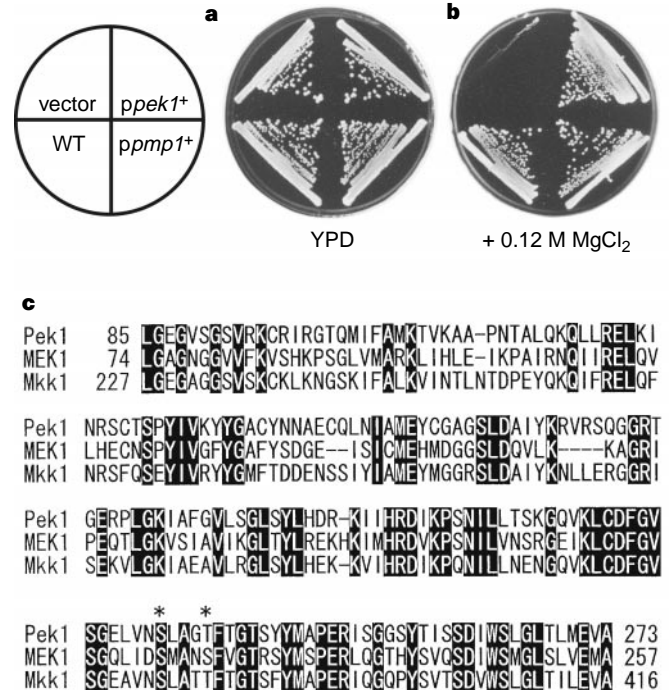 a
b
vector
ppek1+
WT
ppmp1+
YPD
+ 0.12 M MgCl2
c
Pek1 85 LGEGVSGSVRKCRIRGTQMIFAMKTVKAA-PNTALQKQLLRELKI
MEK1 74 LGAGNGGVVFKVSHKPSGLVMARKLIHLE-IKPAIRNQIIRELQV
Mkk1 227 LGEGAGGSVSKCKLKNGSKIFALKVINTLNTDPEYQKQIFRELQF
Pek1 NRSCTSPYIVKYYGACYNNAECQLNIAMEYCGAGSLDAIYKRVRSQGGRT
MEK1 LHECNSPYIVGFYGAFYSDGE--ISICMEHMDGGSLDQVLK----KAGRI
Mkk1 NRSFQSEYIVRYYGMFTDDENSSIYIAMEYMGGRSLDAIYKNLLERGGRI
Pek1 GERPLGKIAFGVLSGLSYLHDR-KIIHRDIKPSNILLTSKGQVKLCDFGV
MEK1 PEQTLGKVSIAVIKGLTYLREKHKIMHRDVKPSNILVNSRGEIKLCDFGV
Mkk1 SEKVLGKIAEAVLRGLSYLHEK-KVIHRDIKPQNILLNENGQVKLCDFGV
* *
Pek1 SGELVNSLAGTFTGTSYYMAPERISGGSYTISSDIWSLGLTLMEVA 273
MEK1 SGQLIDSMANSFVGTRSYMSPERLQGTHYSVQSDIWSMGLSLVEMA 257
Mkk1 SGEAVNSLATTFTGTSFYMAPERIQGQPYSVTSDVWSLGLTILEVA 416